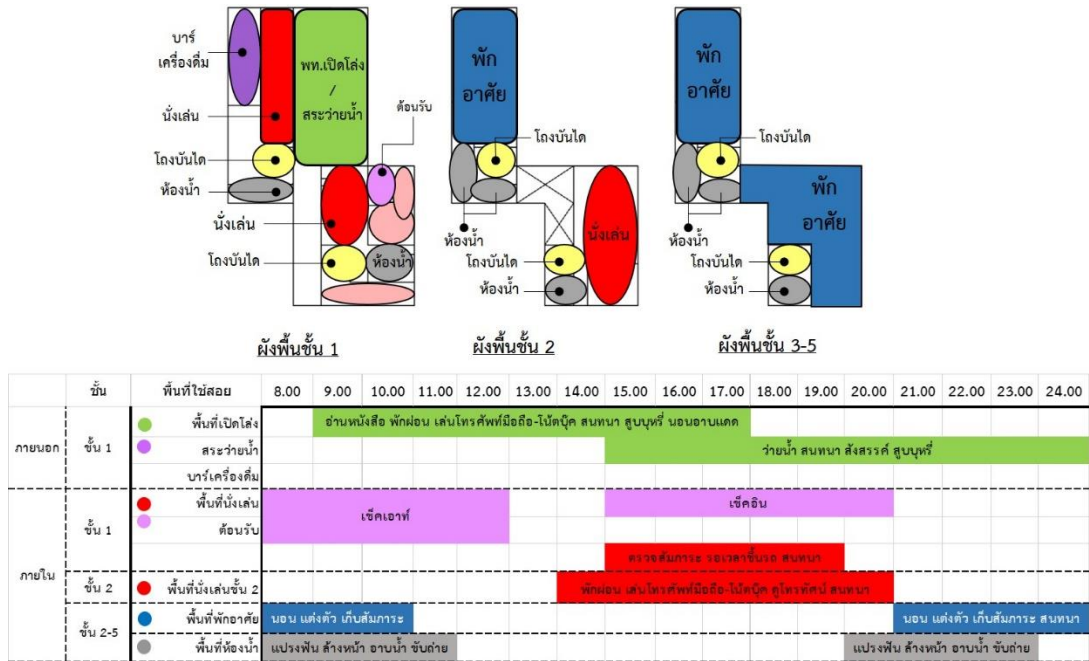 บาร์
เครื่องดื่ม
นั่งเล่น
โถงบันได
ห้องน้ำ
พท.เปิดโล่ง
/
สระว่ายน้ำ
ต้อนรับ
นั่งเล่น
โถงบันได
ห้องน้ำ
ผังพื้นชั้น 1
พัก
อาศัย
โถงบันได
ห้องน้ำ
นั่งเล่น
โถงบันได
ห้องน้ำ
ผังพื้นชั้น 2
พัก
อาศัย
โถงบันได
พัก
อาศัย
ห้องน้ำ
โถงบันได
ห้องน้ำ
ผังพื้นชั้น 3-5
ชั้น พื้นที่ใช้สอย 8.00 9.00 10.00 11.00 12.00 13.00 14.00 15.00 16.00 17.00 18.00 19.00 20.00 21.00 22.00 23.00 24.00
ภายนอก
ชั้น 1
พื้นที่เปิดโล่ง อ่านหนังสือ พักผ่อน เล่นโทรศัพท์มือถือ-โน้ตบุ๊ค สนทนา สูบบุหรี่ นอนอาบแดด
สระว่ายน้ำ ว่ายน้ำ สนทนา สังสรรค์ สูบบุหรี่
บาร์เครื่องดื่ม
ภายใน
ชั้น 1
พื้นที่นั่งเล่น เช็คเอาท์ เช็คอิน
ต้อนรับ
ตรวจสัมภาระ รอเวลาขึ้นรถ สนทนา
ชั้น 2 พื้นที่นั่งเล่นชั้น 2 พักผ่อน เล่นโทรศัพท์มือถือ-โน้ตบุ๊ค ดูโทรทัศน์ สนทนา
ชั้น 2-5
พื้นที่พักอาศัย นอน แต่งตัว เก็บสัมภาระ นอน แต่งตัว เก็บสัมภาระ สนทนา
พื้นที่ห้องน้ำ แปรงฟัน ล้างหน้า อาบน้ำ ขับถ่าย แปรงฟัน ล้างหน้า อาบน้ำ ขับถ่าย